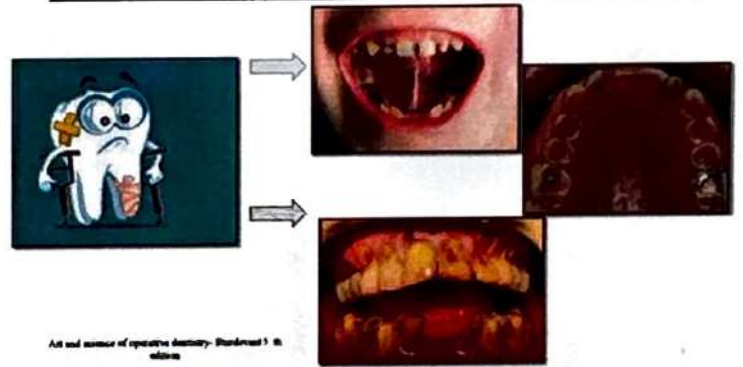 Art and science of operative dentistry- Sturdevant 5 th
edition